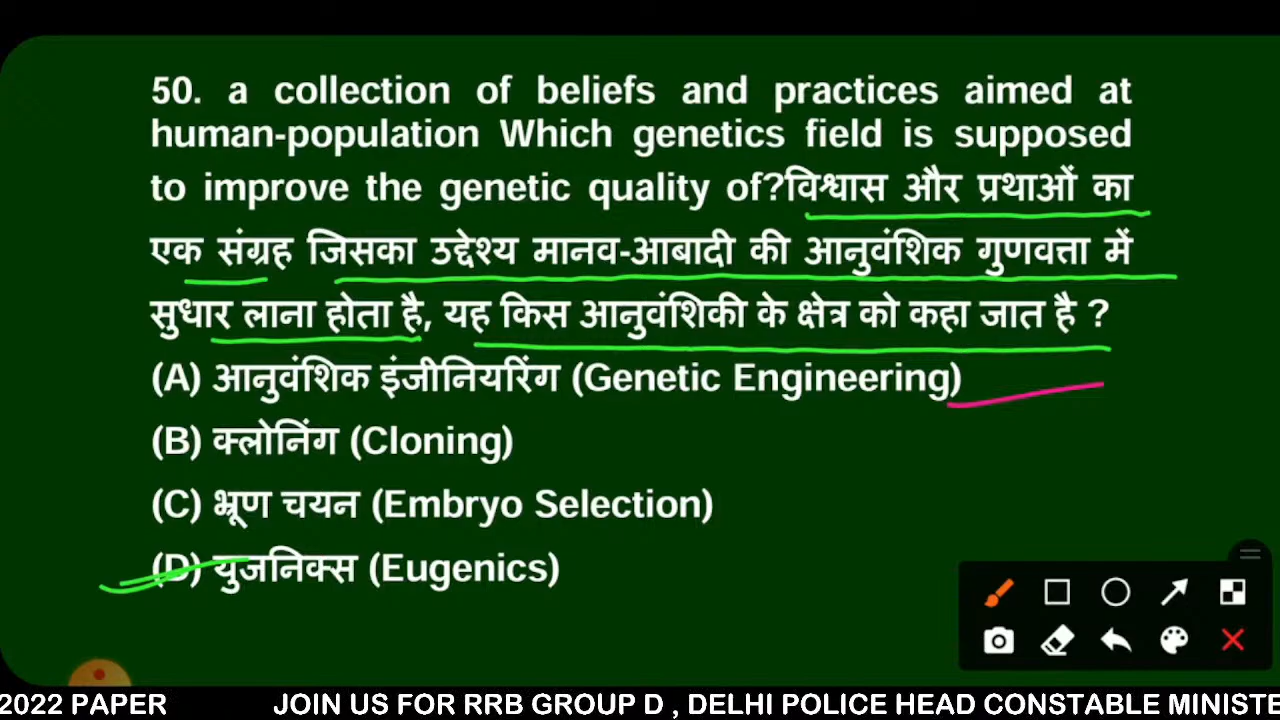 50. a collection of beliefs and practices aimed at
human-population Which genetics field is supposed
to improve the genetic quality of?विश्वास और प्रथाओं का
एक संग्रह जिसका उद्देश्य मानव-आबादी की आनुवंशिक गुणवत्ता में
सुधार लाना होता है, यह किस आनुवंशिकी के क्षेत्र को कहा जात है ?
(A) आनुवंशिक इंजीनियरिंग (Genetic Engineering)
(B) क्लोनिंग (Cloning)
(C) भ्रूण चयन (Embryo Selection)
(D) युजनिक्स (Eugenics)
2022 PAPER JOIN US FOR RRB GROUP D , DELHI POLICE HEAD CONSTABLE MINISTE